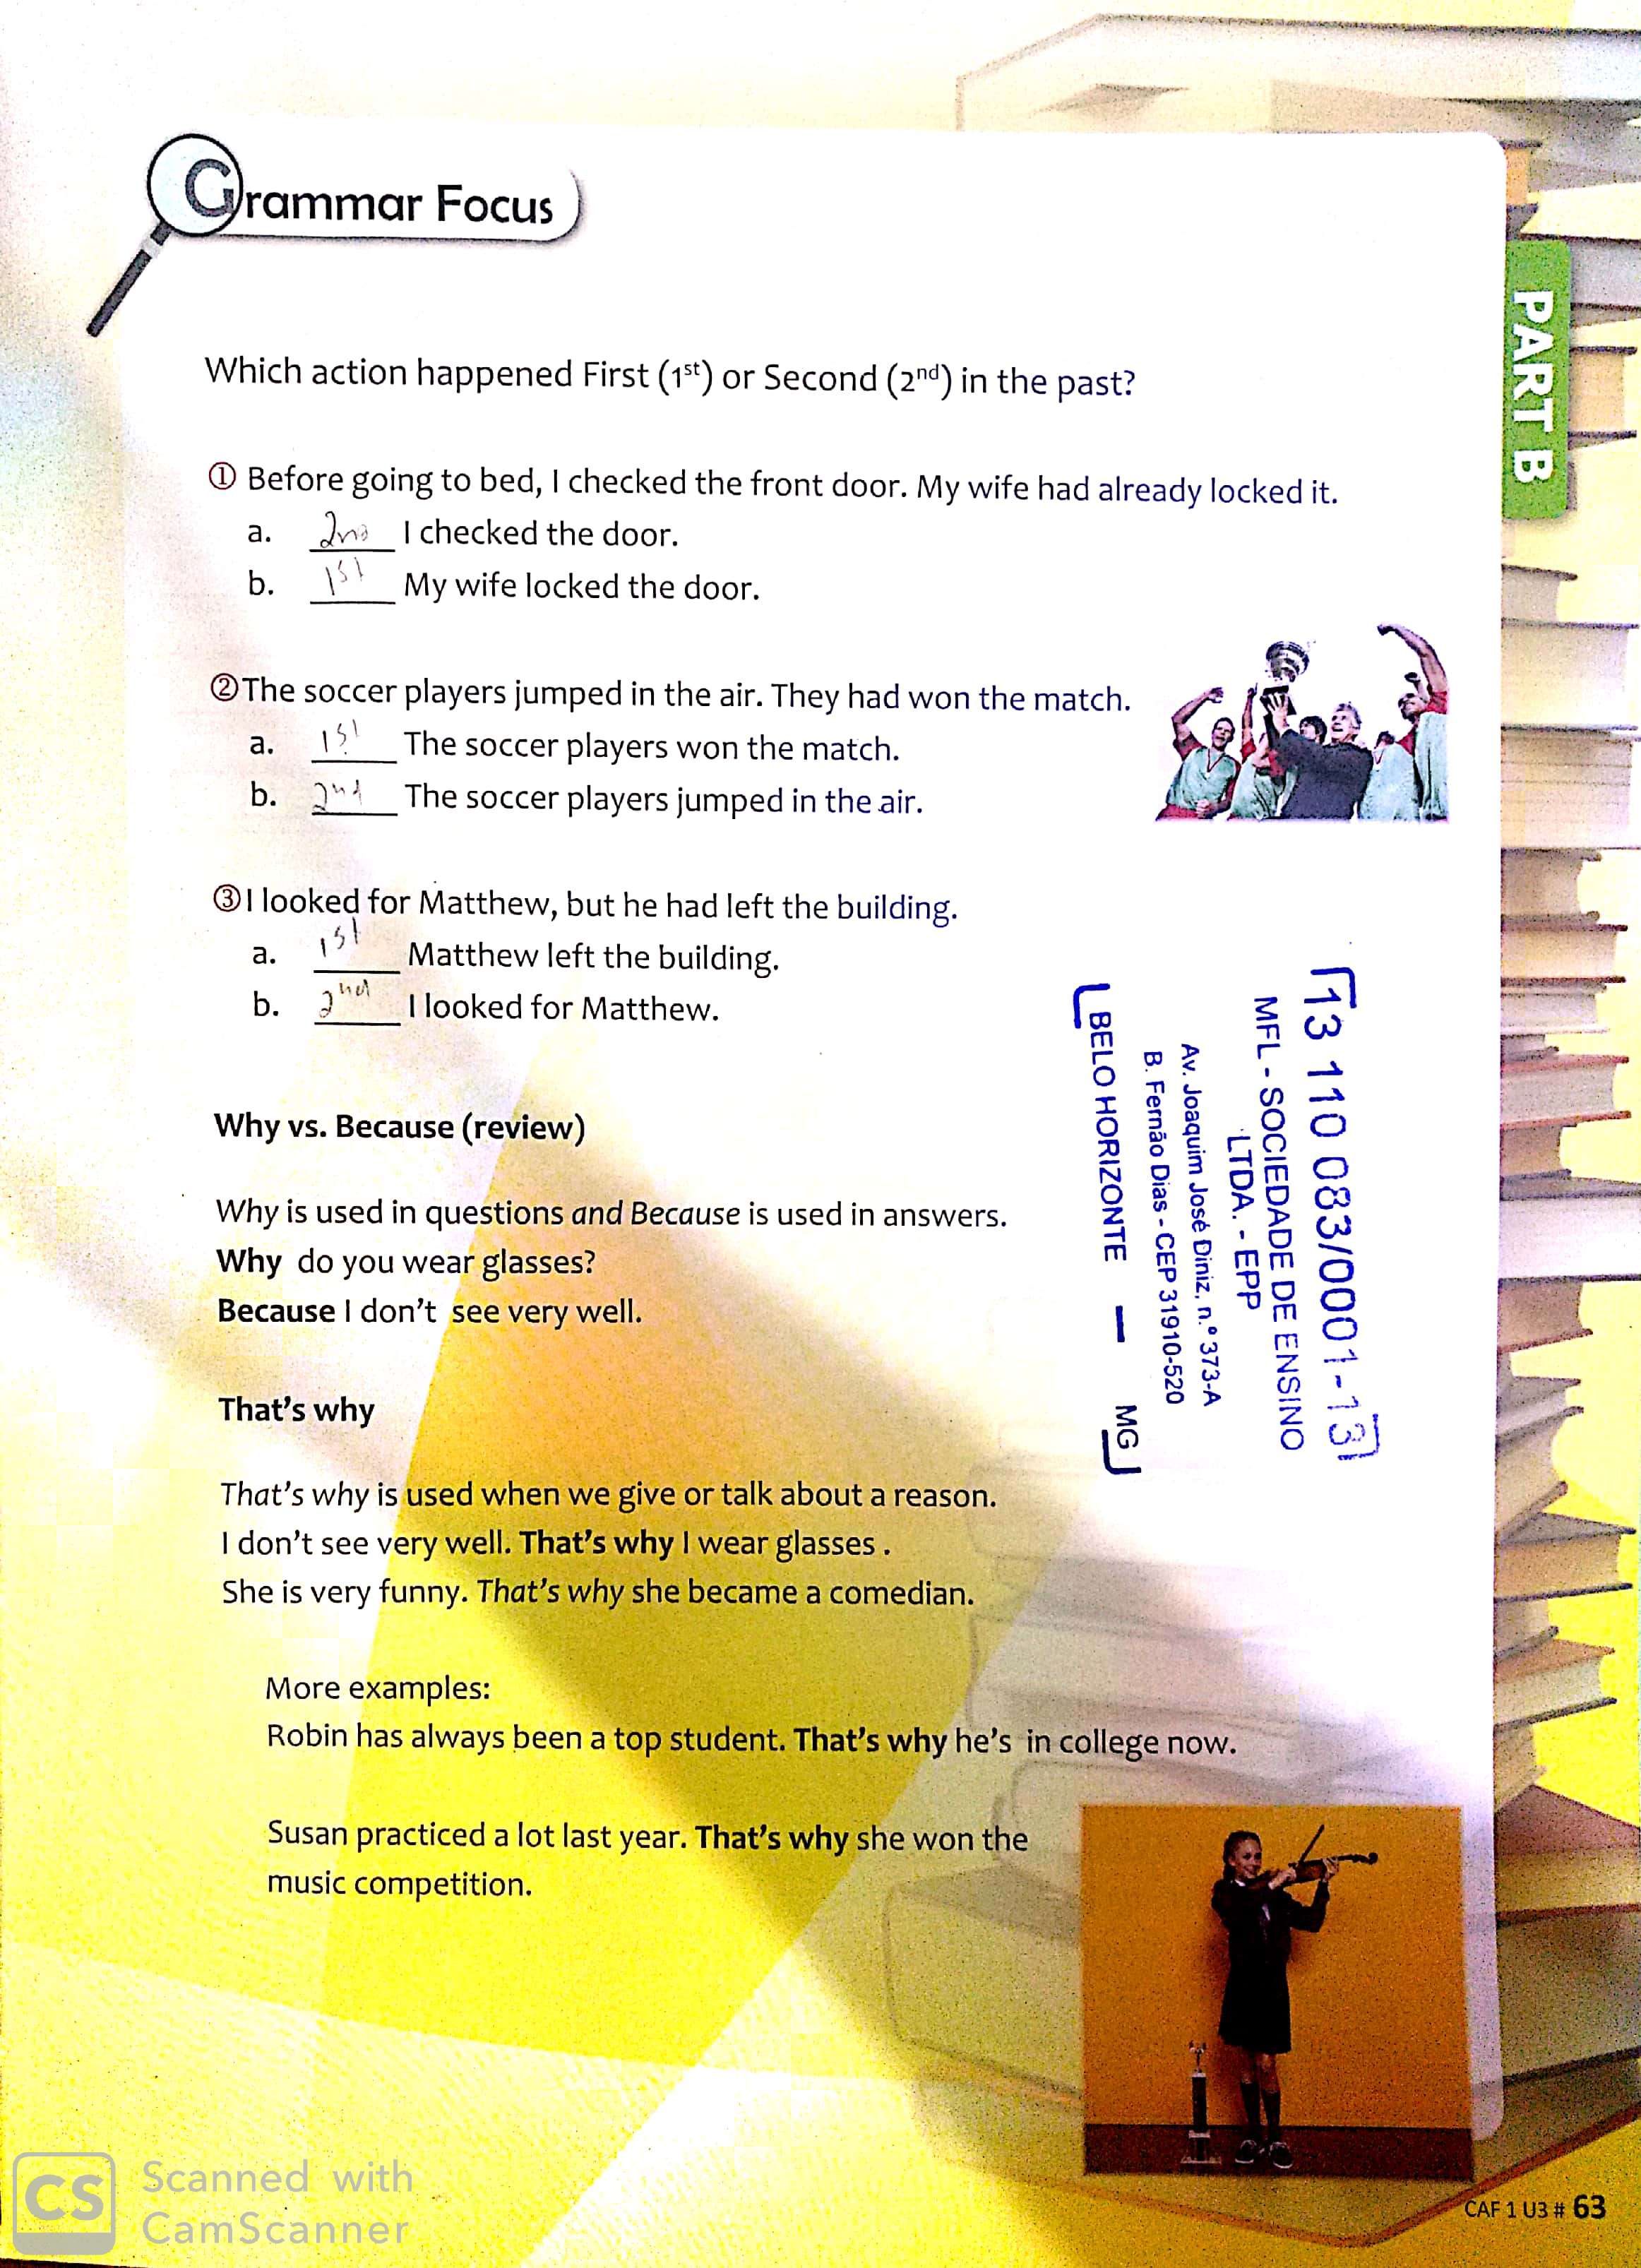 Grammar Focus
PART B
Which action happened First (1st) or Second (2nd) in the past?
① Before going to bed, I checked the front door. My wife had already locked it.
a. 2nd I checked the door.
b. 1st My wife locked the door.
② The soccer players jumped in the air. They had won the match.
a. 1st The soccer players won the match.
b. 2nd The soccer players jumped in the air.
③ I looked for Matthew, but he had left the building.
a. 1st Matthew left the building.
b. 2nd I looked for Matthew.
13 110 083/0001-13
MFL - SOCIEDADE DE ENSINO
LTDA. - EPP
Av. Joaquim José Diniz, n.º 373-A
B. Fernão Dias - CEP 31910-520
BELO HORIZONTE — MG
Why vs. Because (review)
Why is used in questions and Because is used in answers.
Why do you wear glasses?
Because I don't see very well.
That's why
That's why is used when we give or talk about a reason.
I don't see very well. That's why I wear glasses .
She is very funny. That's why she became a comedian.
More examples:
Robin has always been a top student. That's why he's in college now.
Susan practiced a lot last year. That's why she won the
music competition.
CAF 1 U3 # 63
CS Scanned with
CamScanner